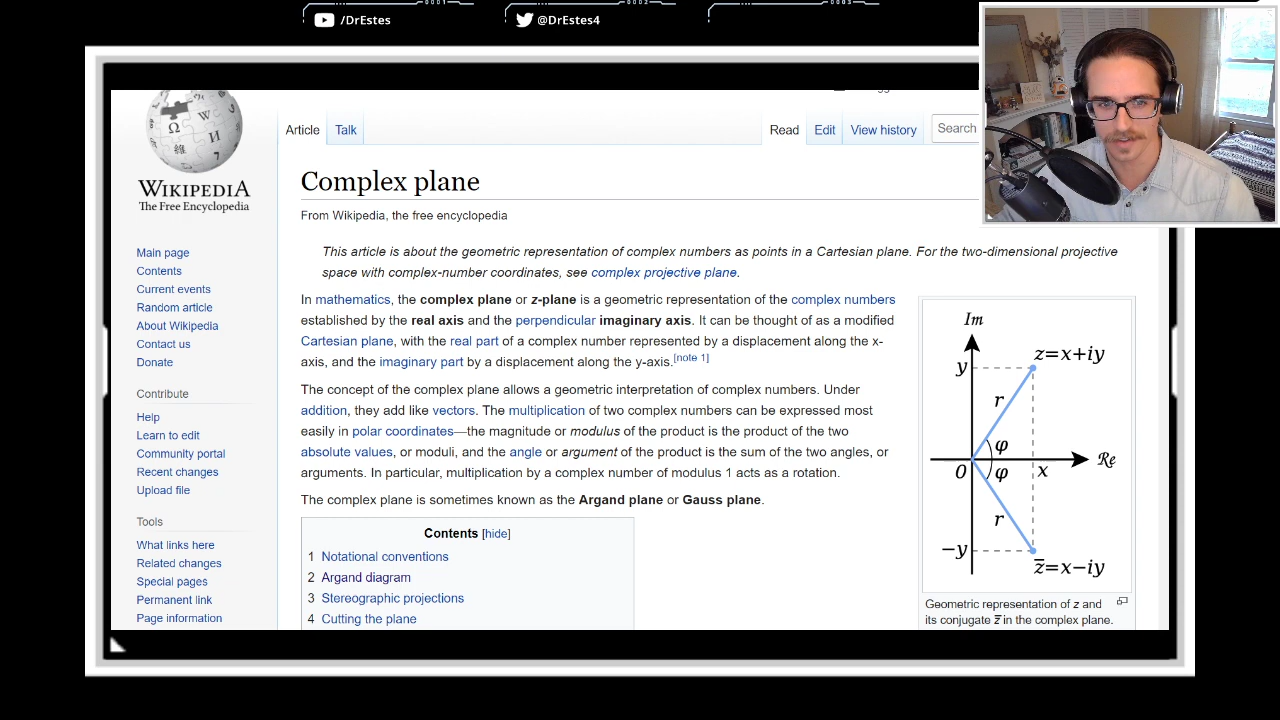 0001
0002
0003
/DrEstes
@DrEstes4
WIKIPEDIA
The Free Encyclopedia
Main page
Contents
Current events
Random article
About Wikipedia
Contact us
Donate
Contribute
Help
Learn to edit
Community portal
Recent changes
Upload file
Tools
What links here
Related changes
Special pages
Permanent link
Page information
Article Talk
Read Edit View history Search
Complex plane
From Wikipedia, the free encyclopedia
This article is about the geometric representation of complex numbers as points in a Cartesian plane. For the two-dimensional projective
space with complex-number coordinates, see complex projective plane.
In mathematics, the complex plane or z-plane is a geometric representation of the complex numbers
established by the real axis and the perpendicular imaginary axis. It can be thought of as a modified
Cartesian plane, with the real part of a complex number represented by a displacement along the x-
axis, and the imaginary part by a displacement along the y-axis.[note 1]
The concept of the complex plane allows a geometric interpretation of complex numbers. Under
addition, they add like vectors. The multiplication of two complex numbers can be expressed most
easily in polar coordinates—the magnitude or modulus of the product is the product of the two
absolute values, or moduli, and the angle or argument of the product is the sum of the two angles, or
arguments. In particular, multiplication by a complex number of modulus 1 acts as a rotation.
The complex plane is sometimes known as the Argand plane or Gauss plane.
Contents [hide]
1 Notational conventions
2 Argand diagram
3 Stereographic projections
4 Cutting the plane
Im
y
z=x+iy
r
φ
0
φ
x
Re
r
−y
z̅=x−iy
Geometric representation of z and
its conjugate z̅ in the complex plane.